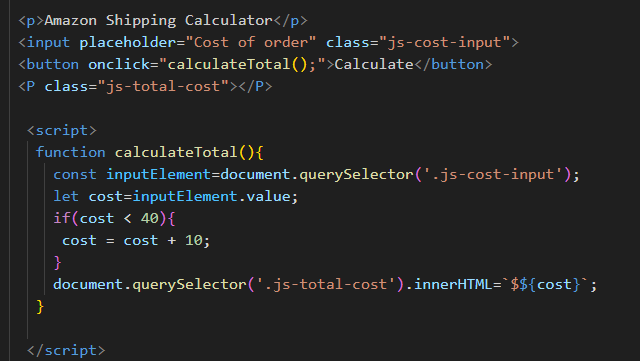 <p>Amazon Shipping Calculator</p>
<input placeholder="Cost of order" class="js-cost-input">
<button onclick="calculateTotal();">Calculate</button>
<P class="js-total-cost"></P>
<script>
function calculateTotal(){
const inputElement=document.querySelector('.js-cost-input');
let cost=inputElement.value;
if(cost < 40){
cost = cost + 10;
}
document.querySelector('.js-total-cost').innerHTML=`$${cost}`;
}
</script>